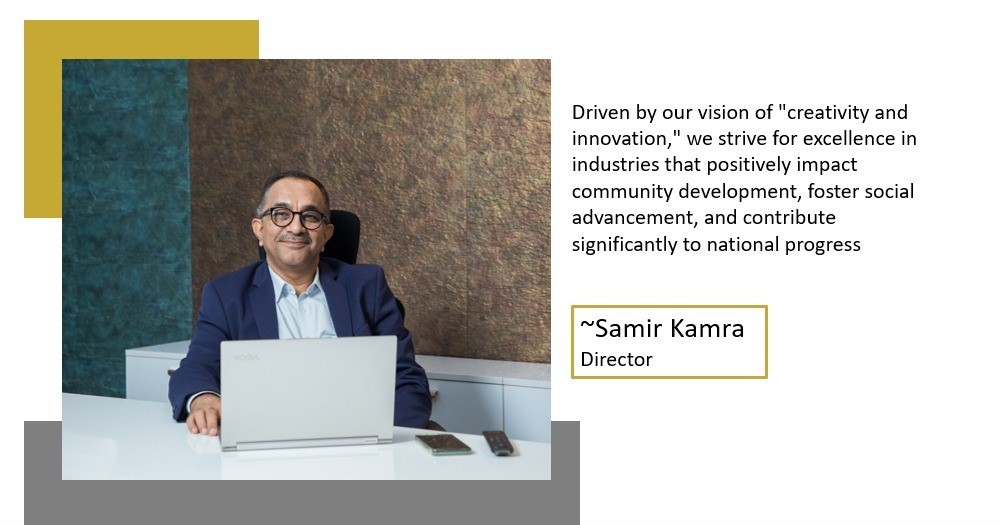 Driven by our vision of "creativity and
innovation," we strive for excellence in
industries that positively impact
community development, foster social
advancement, and contribute
significantly to national progress
~Samir Kamra
Director
YOGA